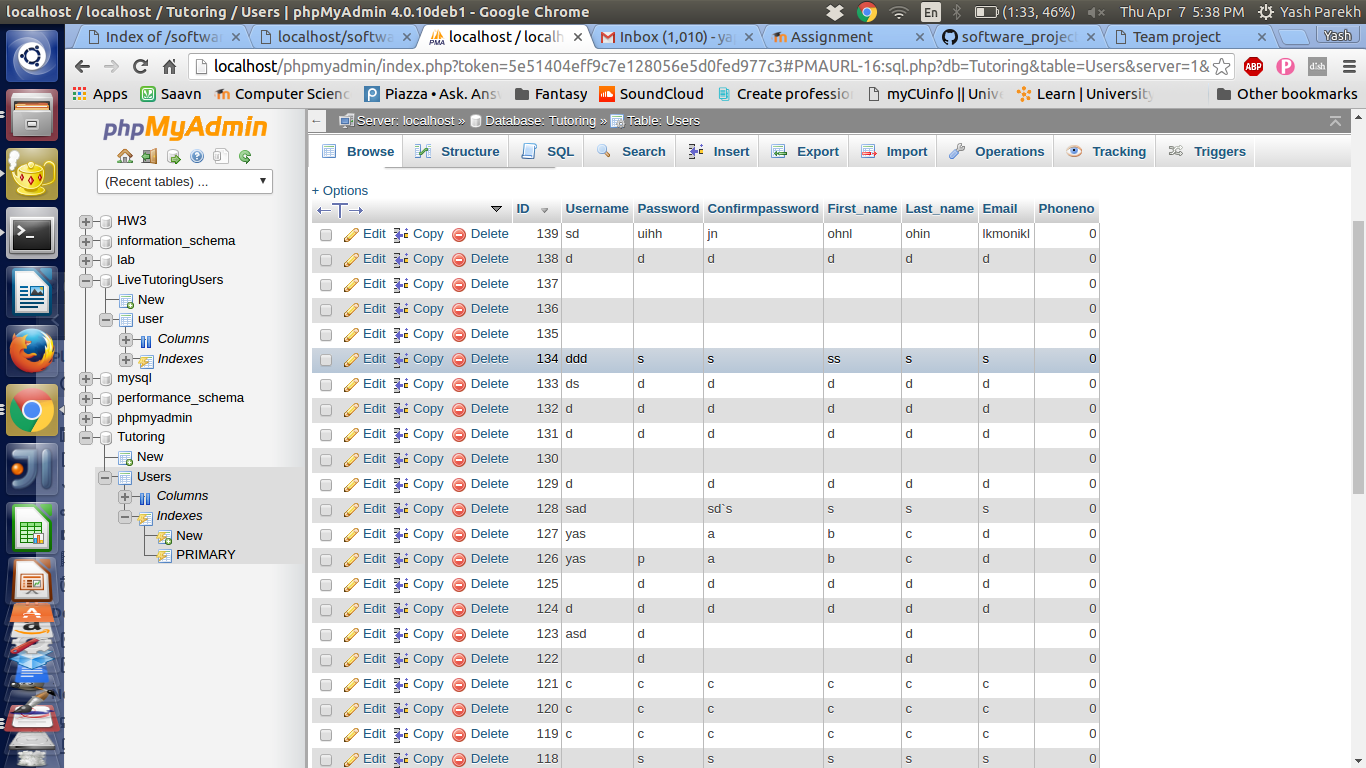 localhost / localhost / Tutoring / Users | phpMyAdmin 4.0.10deb1 - Google Chrome En (1:33, 46%) Thu Apr 7 5:38 PM Yash Parekh
Index of /softwa localhost/softwa localhost / localh Inbox (1,010) - ya Assignment software_projec Team project Yash
localhost/phpmyadmin/index.php?token=5e51404eff9c7e128056e5d0fed977c3#PMAURL-16:sql.php?db=Tutoring&table=Users&server=1& ABP dish
Apps Saavn Computer Scienc Piazza • Ask. Ans Fantasy SoundCloud Create professio myCUinfo || Univ Learn | University Other bookmarks
phpMyAdmin
(Recent tables) ...
HW3
information_schema
lab
LiveTutoringUsers
New
user
Columns
Indexes
mysql
performance_schema
phpmyadmin
Tutoring
New
Users
Columns
Indexes
New
PRIMARY
Server: localhost » Database: Tutoring » Table: Users
Browse Structure SQL Search Insert Export Import Operations Tracking Triggers
+ Options
ID Username Password Confirmpassword First_name Last_name Email Phoneno
Edit Copy Delete 139 sd uihh jn ohnl ohin lkmonikl 0
Edit Copy Delete 138 d d d d d d 0
Edit Copy Delete 137 0
Edit Copy Delete 136 0
Edit Copy Delete 135 0
Edit Copy Delete 134 ddd s s ss s s 0
Edit Copy Delete 133 ds d d d d d 0
Edit Copy Delete 132 d d d d d d 0
Edit Copy Delete 131 d d d d d d 0
Edit Copy Delete 130 0
Edit Copy Delete 129 d d d d d 0
Edit Copy Delete 128 sad sd`s s s s 0
Edit Copy Delete 127 yas a b c d 0
Edit Copy Delete 126 yas p a b c d 0
Edit Copy Delete 125 d d d d d 0
Edit Copy Delete 124 d d d d d d 0
Edit Copy Delete 123 asd d d 0
Edit Copy Delete 122 d d 0
Edit Copy Delete 121 c c c c c c 0
Edit Copy Delete 120 c c c c c c 0
Edit Copy Delete 119 c c c c c c 0
Edit Copy Delete 118 s s s s s 0